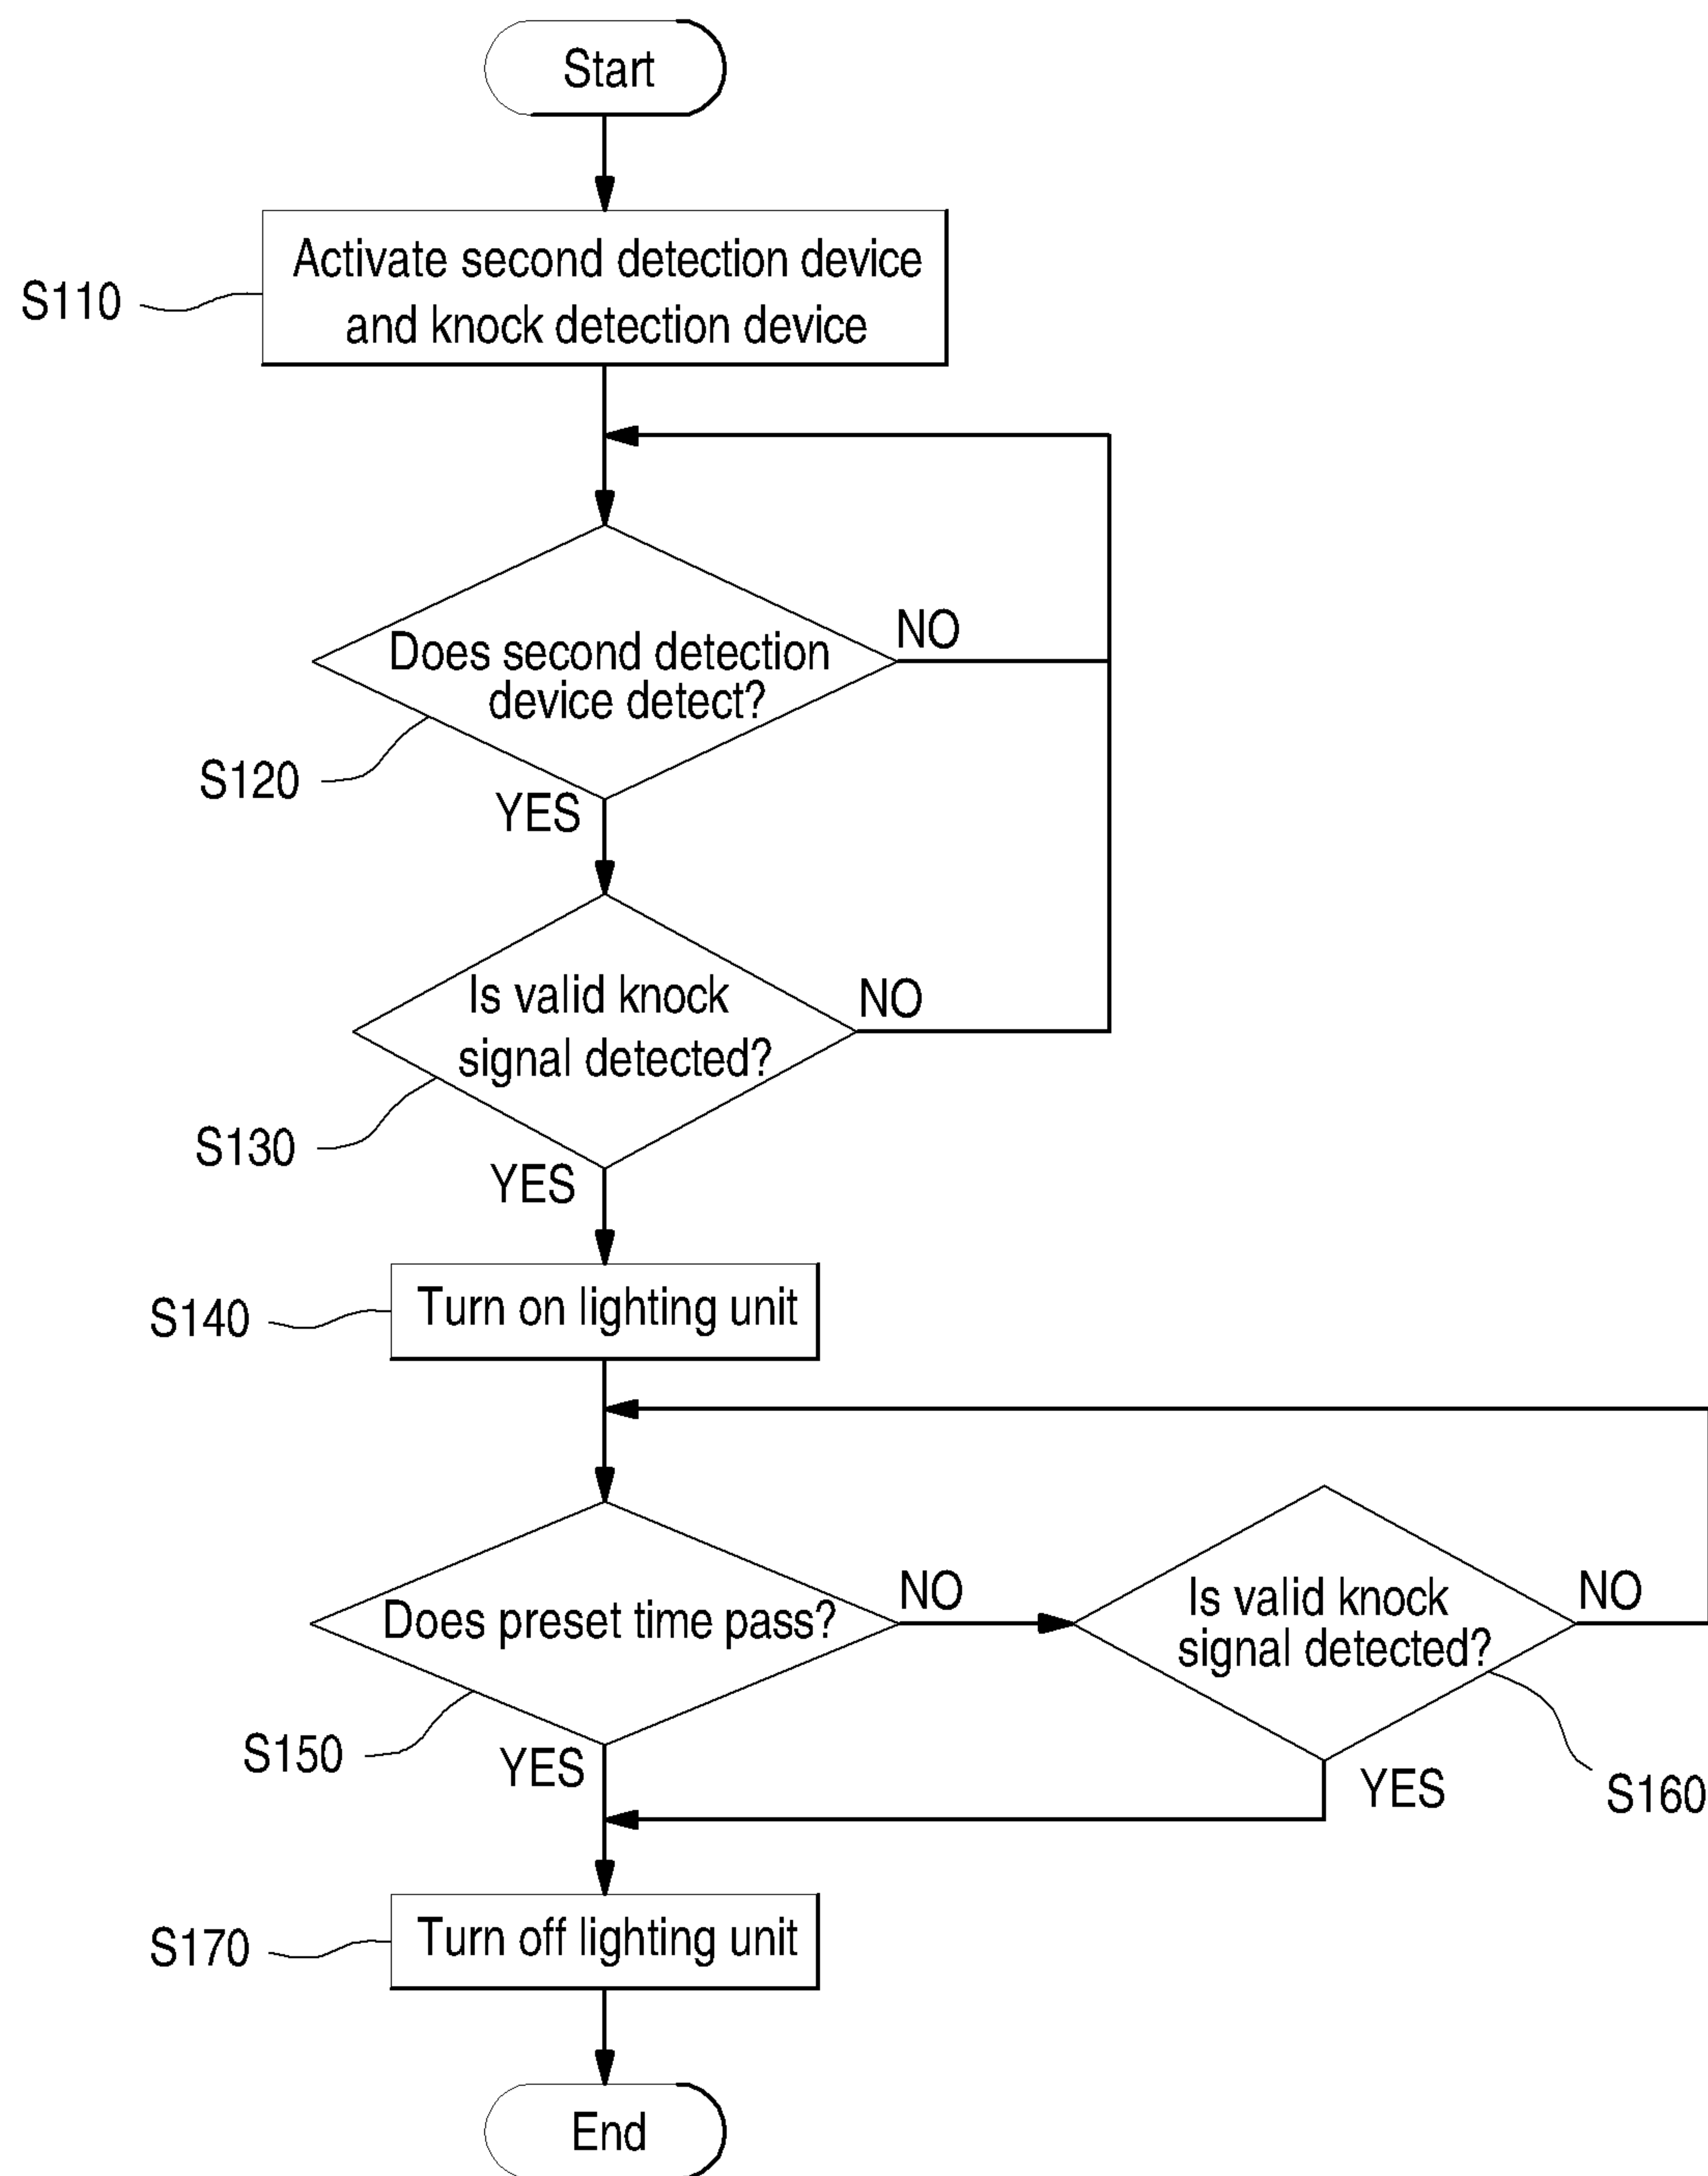 Start
Activate second detection device
and knock detection device
S110
Does second detection
device detect?
NO
S120
YES
Is valid knock
signal detected?
NO
S130
YES
Turn on lighting unit
S140
Does preset time pass?
NO
Is valid knock
signal detected?
NO
S150
YES
YES
S160
Turn off lighting unit
S170
End